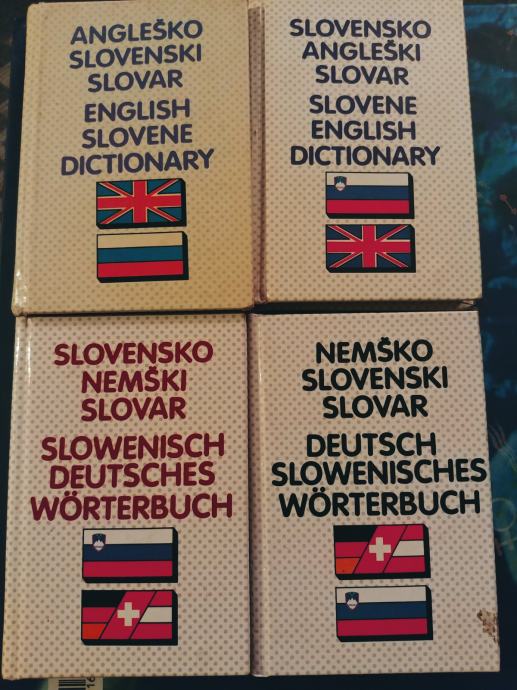 ANGLEŠKO
SLOVENSKI
SLOVAR
ENGLISH
SLOVENE
DICTIONARY
SLOVENSKO
ANGLEŠKI
SLOVAR
SLOVENE
ENGLISH
DICTIONARY
SLOVENSKO
NEMŠKI
SLOVAR
SLOWENISCH
DEUTSCHES
WÖRTERBUCH
NEMŠKO
SLOVENSKI
SLOVAR
DEUTSCH
SLOWENISCHES
WÖRTERBUCH